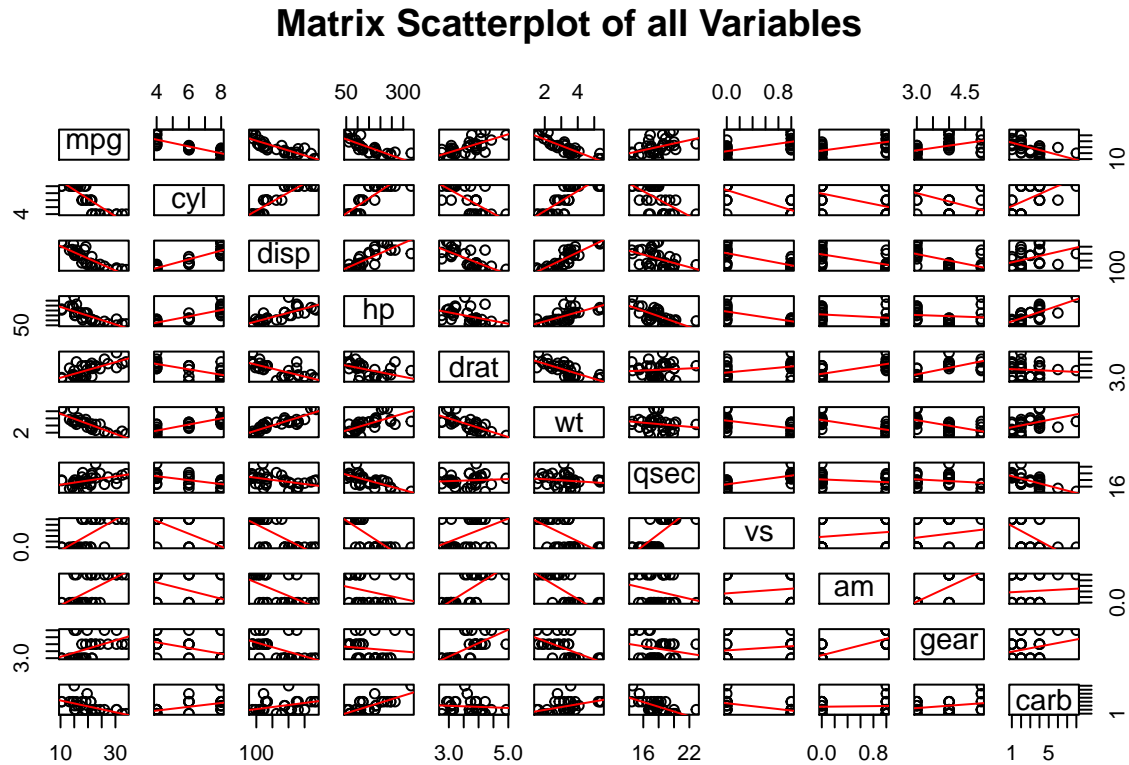 Matrix Scatterplot of all Variables
4 6 8 50 300 2 4 0.0 0.8 3.0 4.5
mpg 10
4 cyl
disp 100
50 hp
drat 3.0
2 wt
qsec 16
0.0 vs
am 0.0
3.0 gear
carb 1
10 30 100 3.0 5.0 16 22 0.0 0.8 1 5